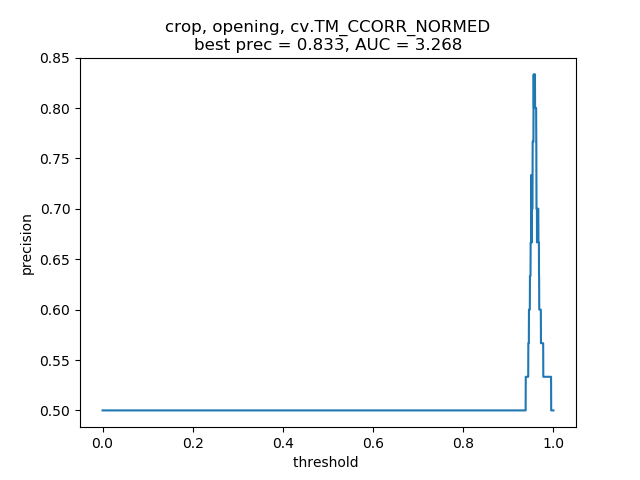 crop, opening, cv.TM_CCORR_NORMED
best prec = 0.833, AUC = 3.268
0.85
0.80
0.75
0.70
0.65
0.60
0.55
0.50
precision
0.0 0.2 0.4 0.6 0.8 1.0
threshold